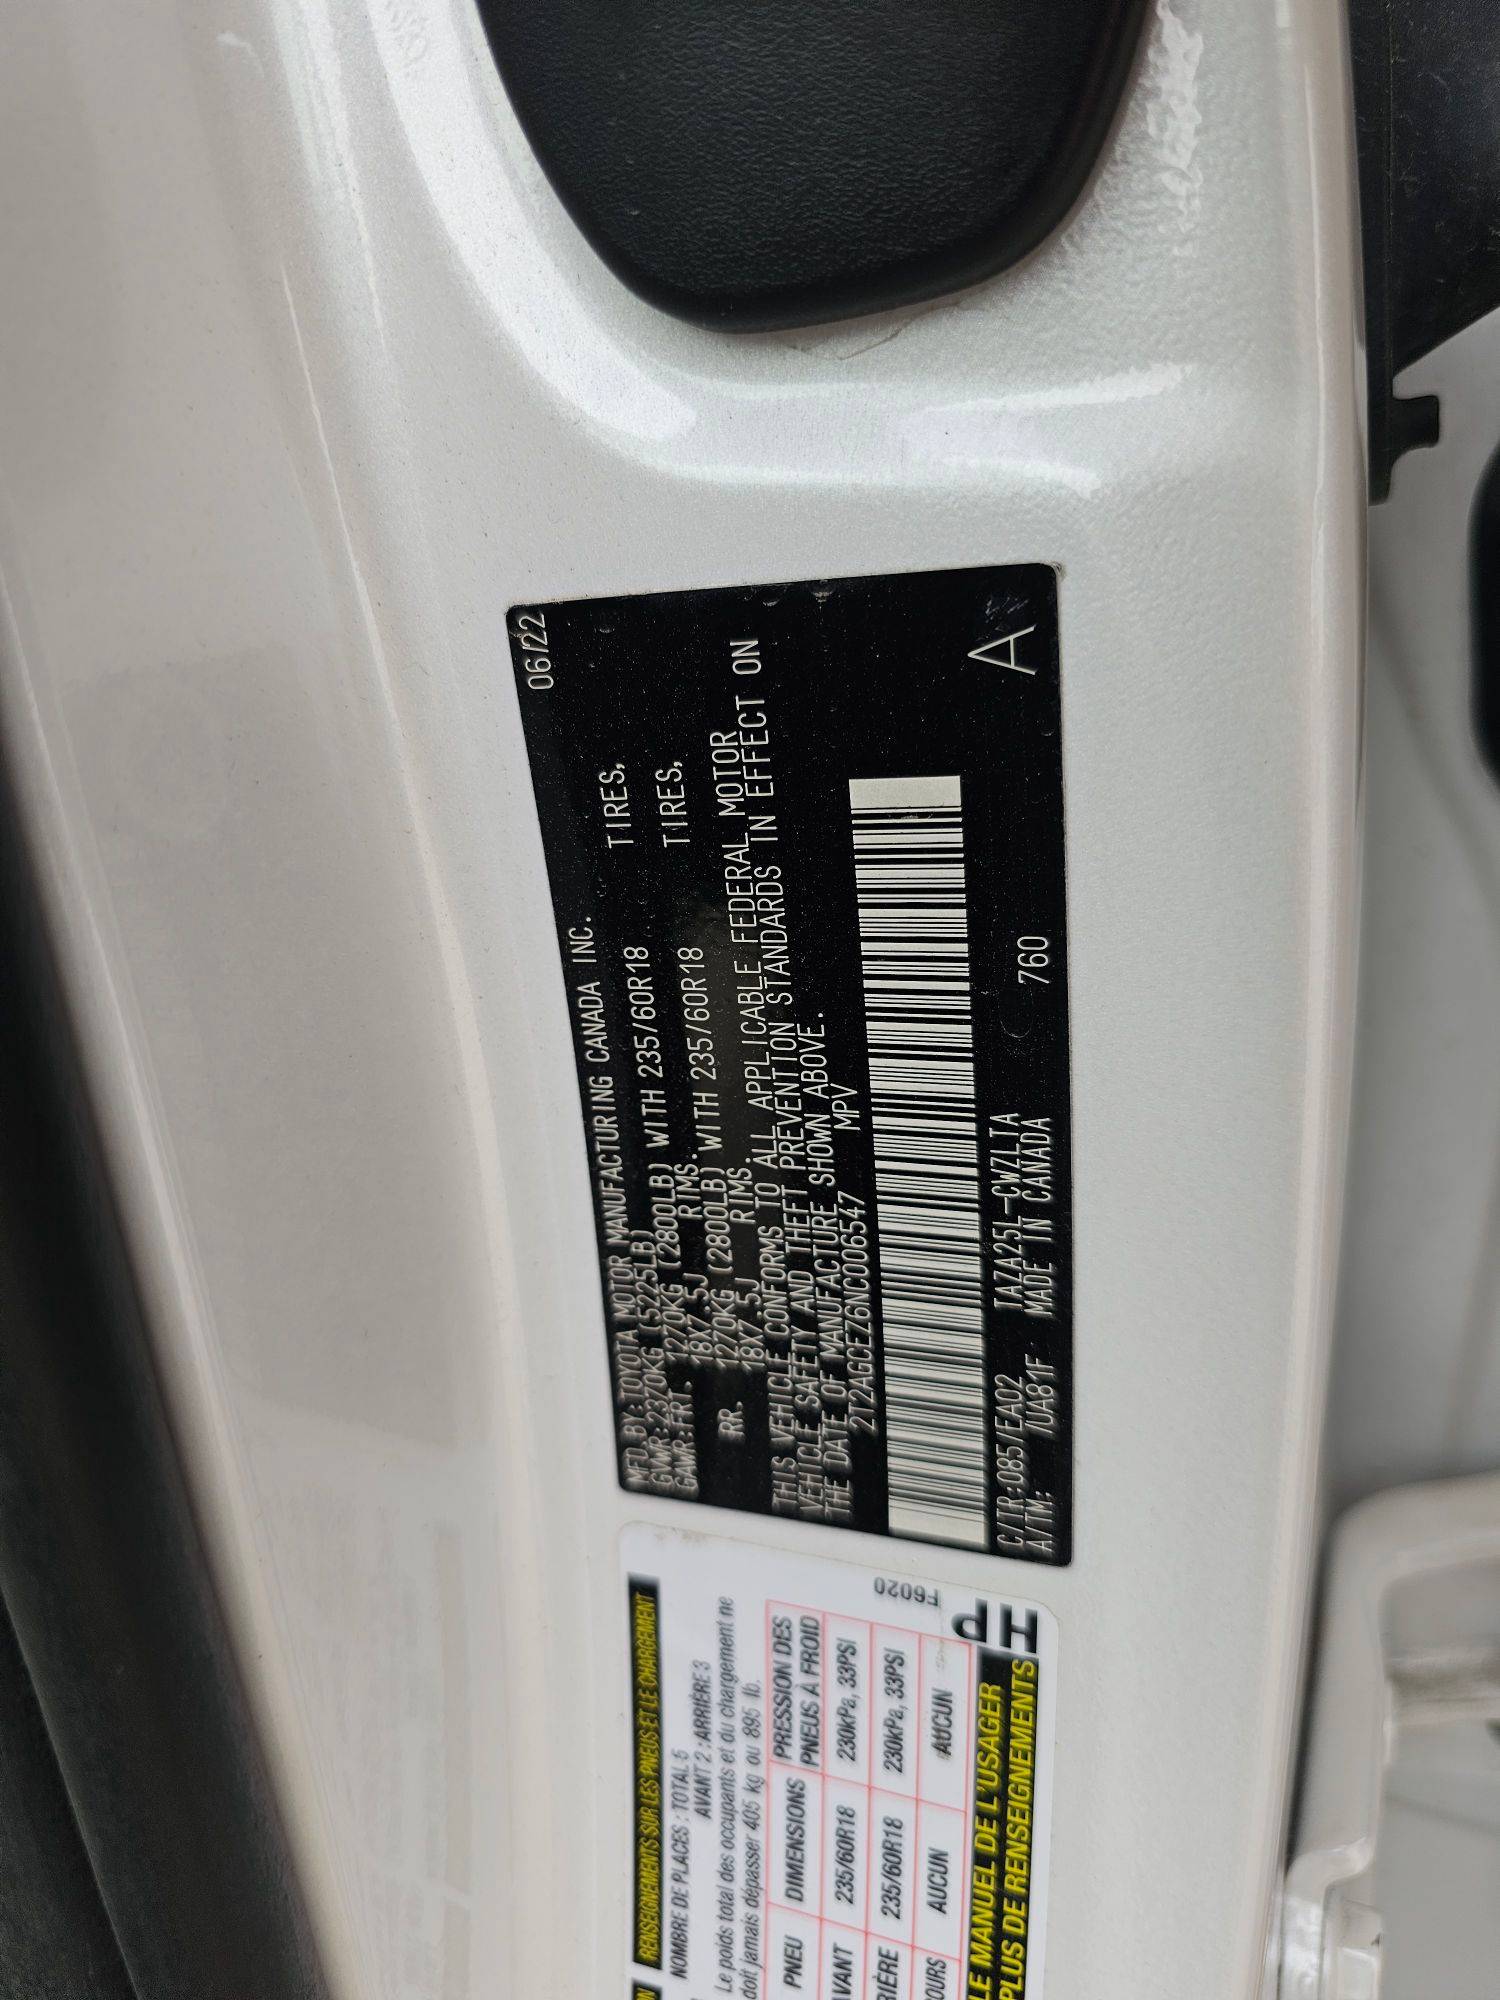 06/22
MFD. BY: TOYOTA MOTOR MANUFACTURING CANADA INC.
GVWR: 2370KG (5225LB)
GAWR: FRT. 1270KG (2800LB) WITH 235/60R18 TIRES,
18X7.5J RIMS.
RR. 1270KG (2800LB) WITH 235/60R18 TIRES,
18X7.5J RIMS.
THIS VEHICLE CONFORMS TO ALL APPLICABLE FEDERAL MOTOR
VEHICLE SAFETY AND THEFT PREVENTION STANDARDS IN EFFECT ON
THE DATE OF MANUFACTURE SHOWN ABOVE.
2T2AGCEZ6NC006547 MPV
C/TR: 085/EA02 TAZA25L-CWZLTA
A/TM: /UA81F MADE IN CANADA 760
A
RENSEIGNEMENTS SUR LES PNEUS ET LE CHARGEMENT
NOMBRE DE PLACES : TOTAL 5
AVANT 2 : ARRIÈRE 3
Le poids total des occupants et du chargement ne
doit jamais dépasser 405 kg ou 895 lb.
PNEU DIMENSIONS PRESSION DES PNEUS À FROID
AVANT 235/60R18 230kPa, 33PSI
RIÈRE 235/60R18 230kPa, 33PSI
OURS AUCUN AUCUN
LE MANUEL DE L'USAGER
PLUS DE RENSEIGNEMENTS
F6020